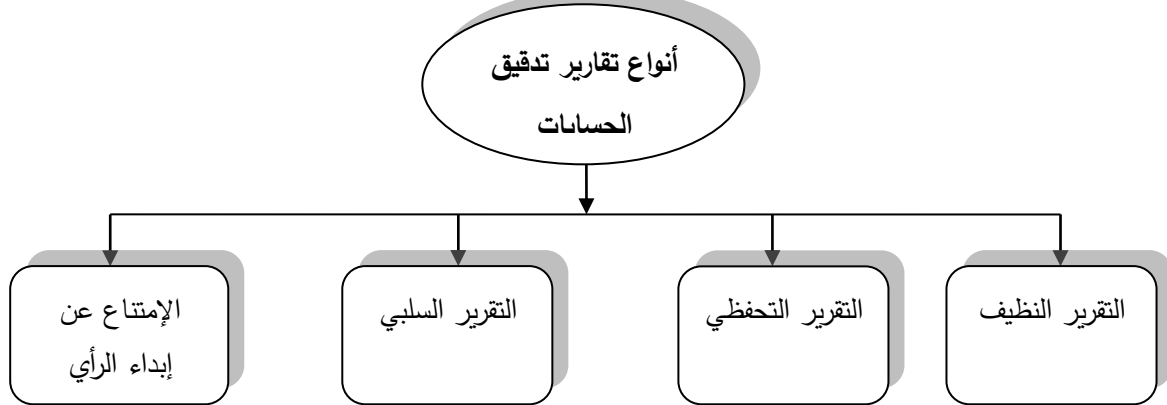 أنواع تقارير تدقيق
الحسابات
التقرير النظيف
التقرير التحفظي
التقرير السلبي
الإمتناع عن
إبداء الرأي